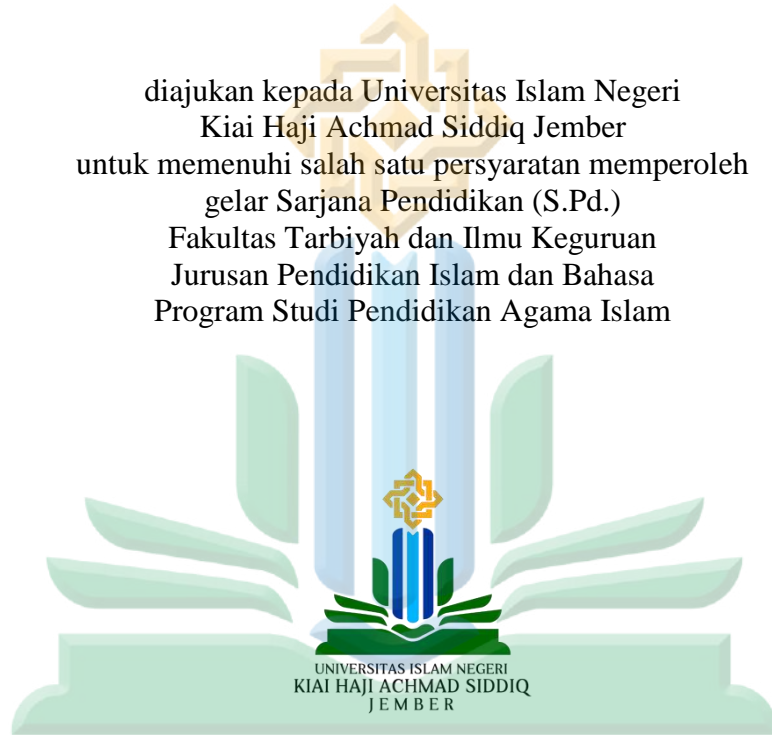 diajukan kepada Universitas Islam Negeri
Kiai Haji Achmad Siddiq Jember
untuk memenuhi salah satu persyaratan memperoleh
gelar Sarjana Pendidikan (S.Pd.)
Fakultas Tarbiyah dan Ilmu Keguruan
Jurusan Pendidikan Islam dan Bahasa
Program Studi Pendidikan Agama Islam
UNIVERSITAS ISLAM NEGERI
KIAI HAJI ACHMAD SIDDIQ
JEMBER